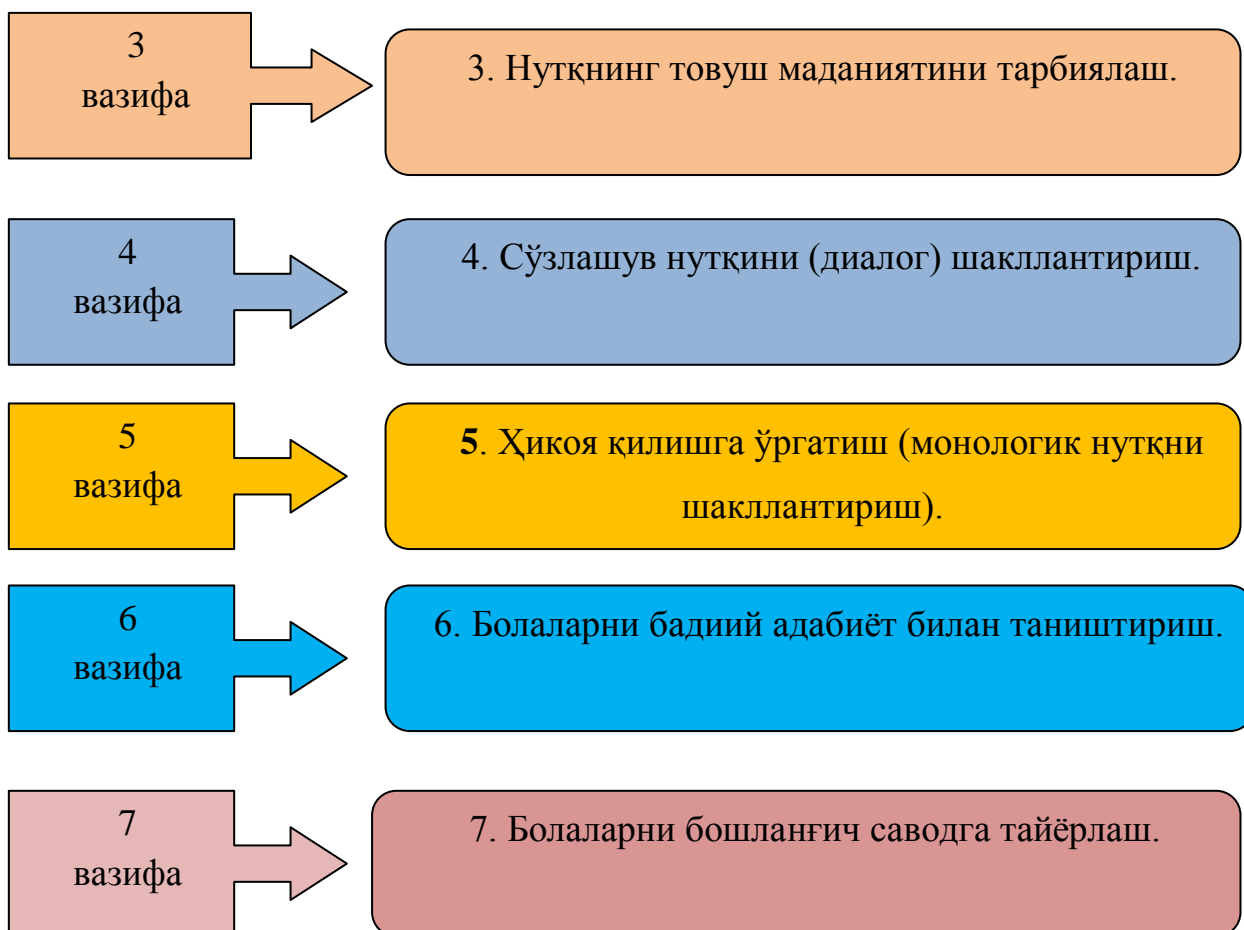 3
вазифа
3. Нутқнинг товуш маданиятини тарбиялаш.
4
вазифа
4. Сўзлашув нутқини (диалог) шакллантириш.
5
вазифа
5. Ҳикоя қилишга ўргатиш (монологик нутқни
шакллантириш).
6
вазифа
6. Болаларни бадиий адабиёт билан таништириш.
7
вазифа
7. Болаларни бошланғич саводга тайёрлаш.